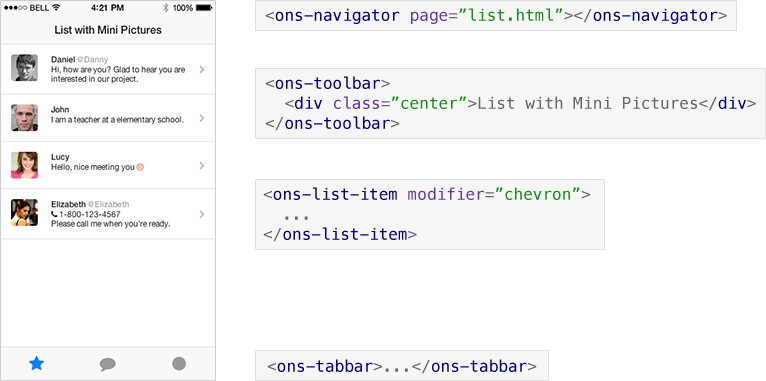 BELL 4:21 PM 100%
List with Mini Pictures
Daniel @Danny
Hi, how are you? Glad to hear you are
interested in our project.
John
I am a teacher at a elementary school.
Lucy
Hello, nice meeting you
Elizabeth @Elizabeth
1-800-123-4567
Please call me when you're ready.
<ons-navigator page=”list.html”></ons-navigator>
<ons-toolbar>
<div class=”center”>List with Mini Pictures</div>
</ons-toolbar>
<ons-list-item modifier=”chevron”>
...
</ons-list-item>
<ons-tabbar>...</ons-tabbar>